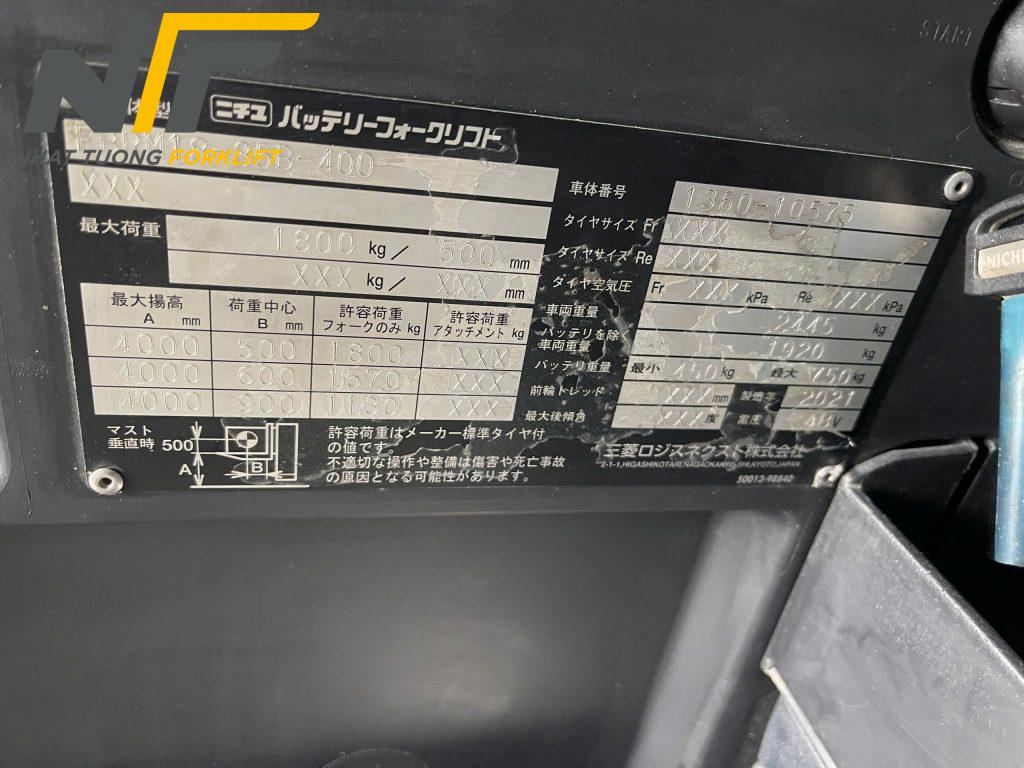 START
ニチユ バッテリーフォークリフト
NHAT TUONG FORKLIFT
-400
XXX
最大荷重 1800 kg/ 500 mm
XXX kg/ XXX mm
最大揚高 A mm 荷重中心 B mm 許容荷重 フォークのみ kg 許容荷重 アタッチメント kg
4000 500 1800 XXX
4000 600 1570 XXX
4000 900 1180 XXX
マスト垂直時 500 A B
許容荷重はメーカー標準タイヤ付
の値です。
不適切な操作や整備は傷害や死亡事故
の原因となる可能性があります。
車体番号 1360-10575
タイヤサイズ Fr XXX
タイヤサイズ Re XXX
タイヤ空気圧 Fr XXX kPa Re XXX kPa
車両重量 2445 kg
バッテリを除
車両重量 1920 kg
バッテリ重量 最小 450 kg 最大 750 kg
前輪トレッド XXX mm 製造年 2021
最大後傾角 XXX 度 電圧 48V
三菱ロジスネクスト株式会社
2-1-1, HIGASHIKOTARI, NAGAOKAKYO-SHI, KYOTO, JAPAN
50013-98840
NICH